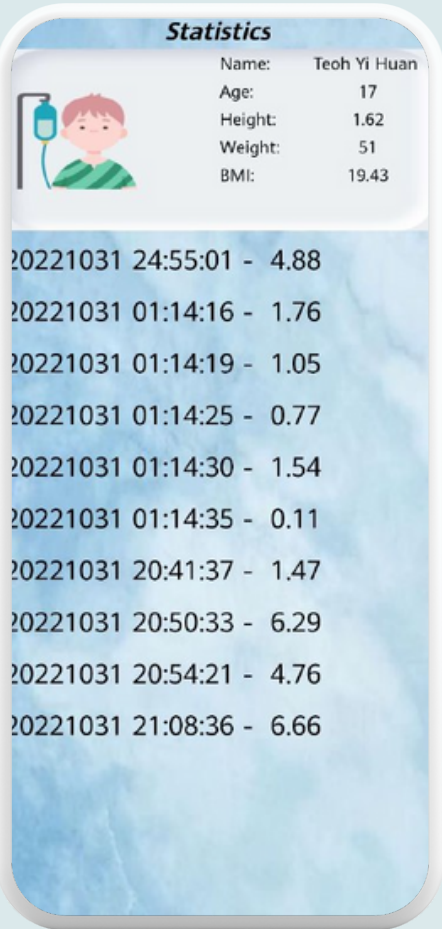 Statistics
Name: Teoh Yi Huan
Age: 17
Height: 1.62
Weight: 51
BMI: 19.43
20221031 24:55:01 - 4.88
20221031 01:14:16 - 1.76
20221031 01:14:19 - 1.05
20221031 01:14:25 - 0.77
20221031 01:14:30 - 1.54
20221031 01:14:35 - 0.11
20221031 20:41:37 - 1.47
20221031 20:50:33 - 6.29
20221031 20:54:21 - 4.76
20221031 21:08:36 - 6.66